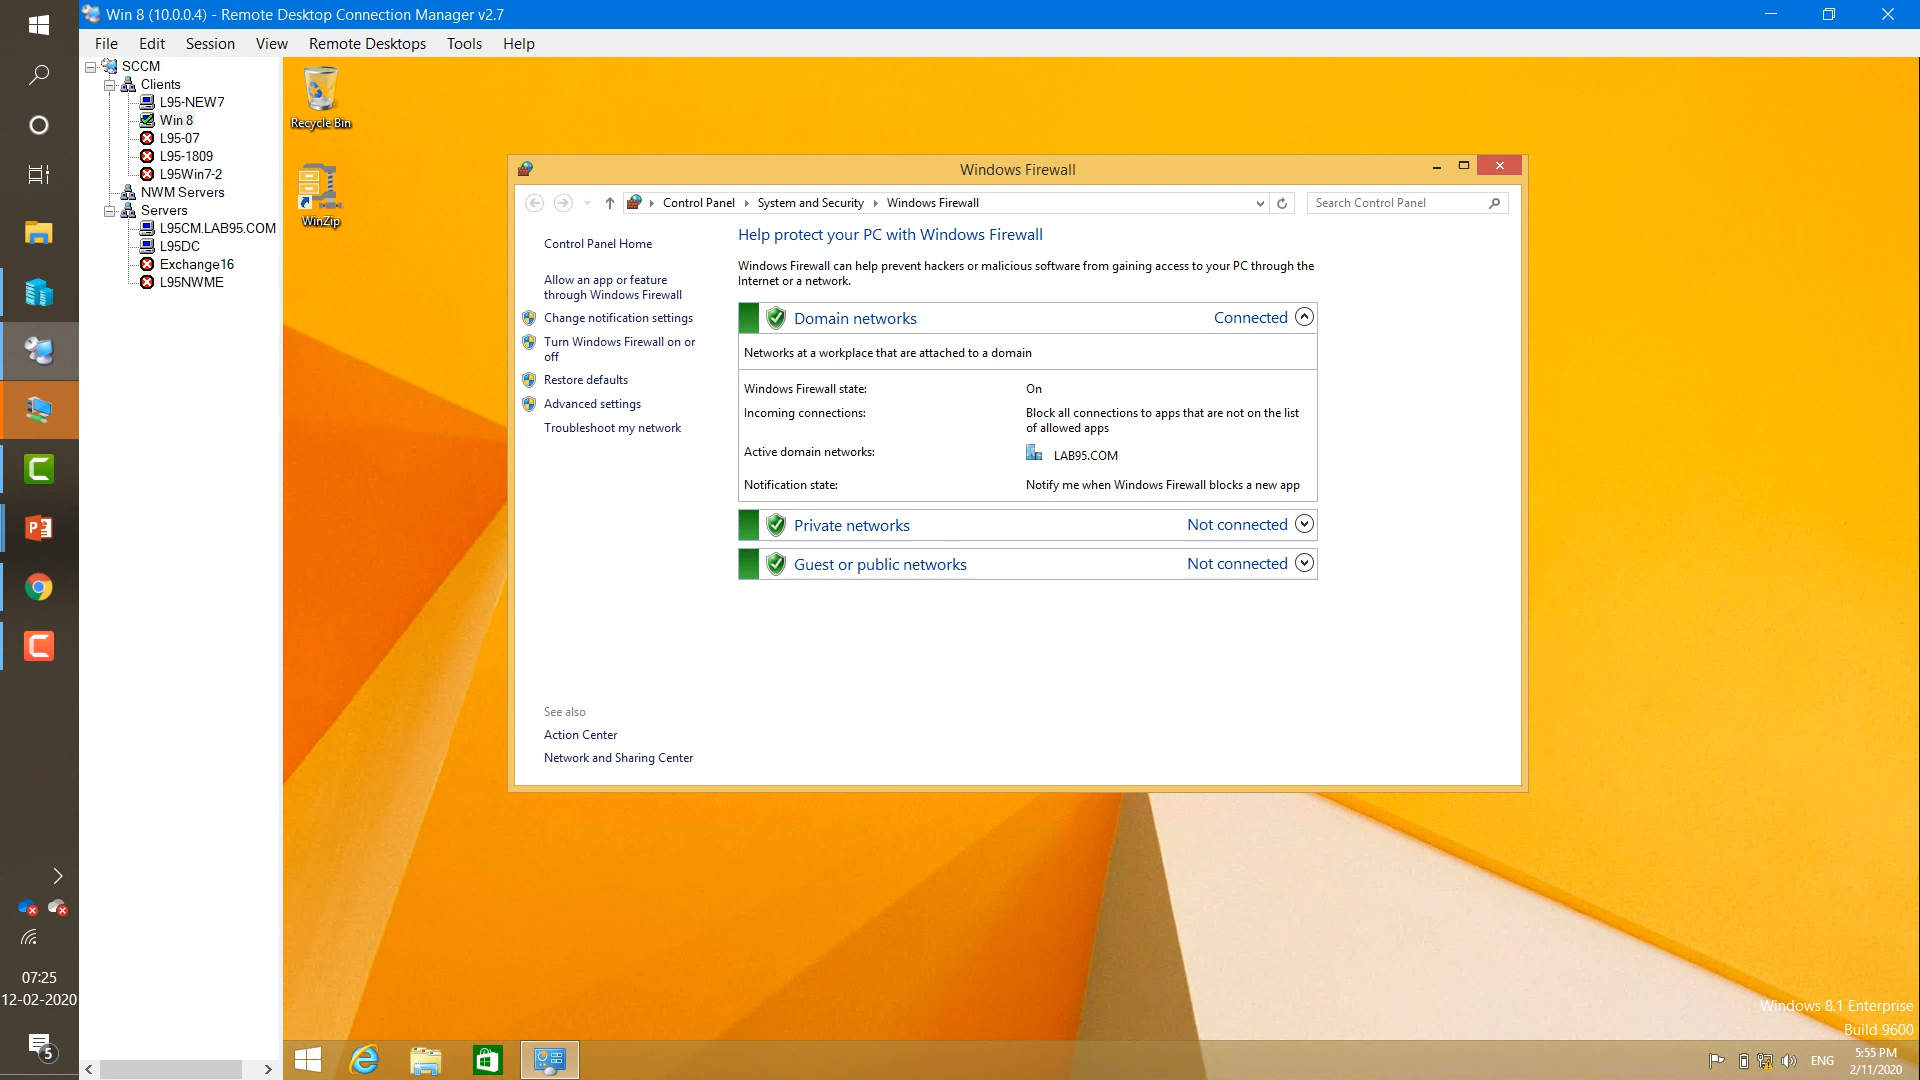 Win 8 (10.0.0.4) - Remote Desktop Connection Manager v2.7
File Edit Session View Remote Desktops Tools Help
SCCM
Clients
L95-NEW7
Win 8
L95-07
L95-1809
L95Win7-2
NWM Servers
Servers
L95CM.LAB95.COM
L95DC
Exchange16
L95NWME
07:25
12-02-2020
5
Recycle Bin
WinZip
Windows Firewall
Control Panel System and Security Windows Firewall
Search Control Panel
Control Panel Home
Allow an app or feature
through Windows Firewall
Change notification settings
Turn Windows Firewall on or
off
Restore defaults
Advanced settings
Troubleshoot my network
See also
Action Center
Network and Sharing Center
Help protect your PC with Windows Firewall
Windows Firewall can help prevent hackers or malicious software from gaining access to your PC through the
Internet or a network.
Domain networks Connected
Networks at a workplace that are attached to a domain
Windows Firewall state: On
Incoming connections: Block all connections to apps that are not on the list
of allowed apps
Active domain networks: LAB95.COM
Notification state: Notify me when Windows Firewall blocks a new app
Private networks Not connected
Guest or public networks Not connected
Windows 8.1 Enterprise
Build 9600
ENG
5:55 PM
2/11/2020